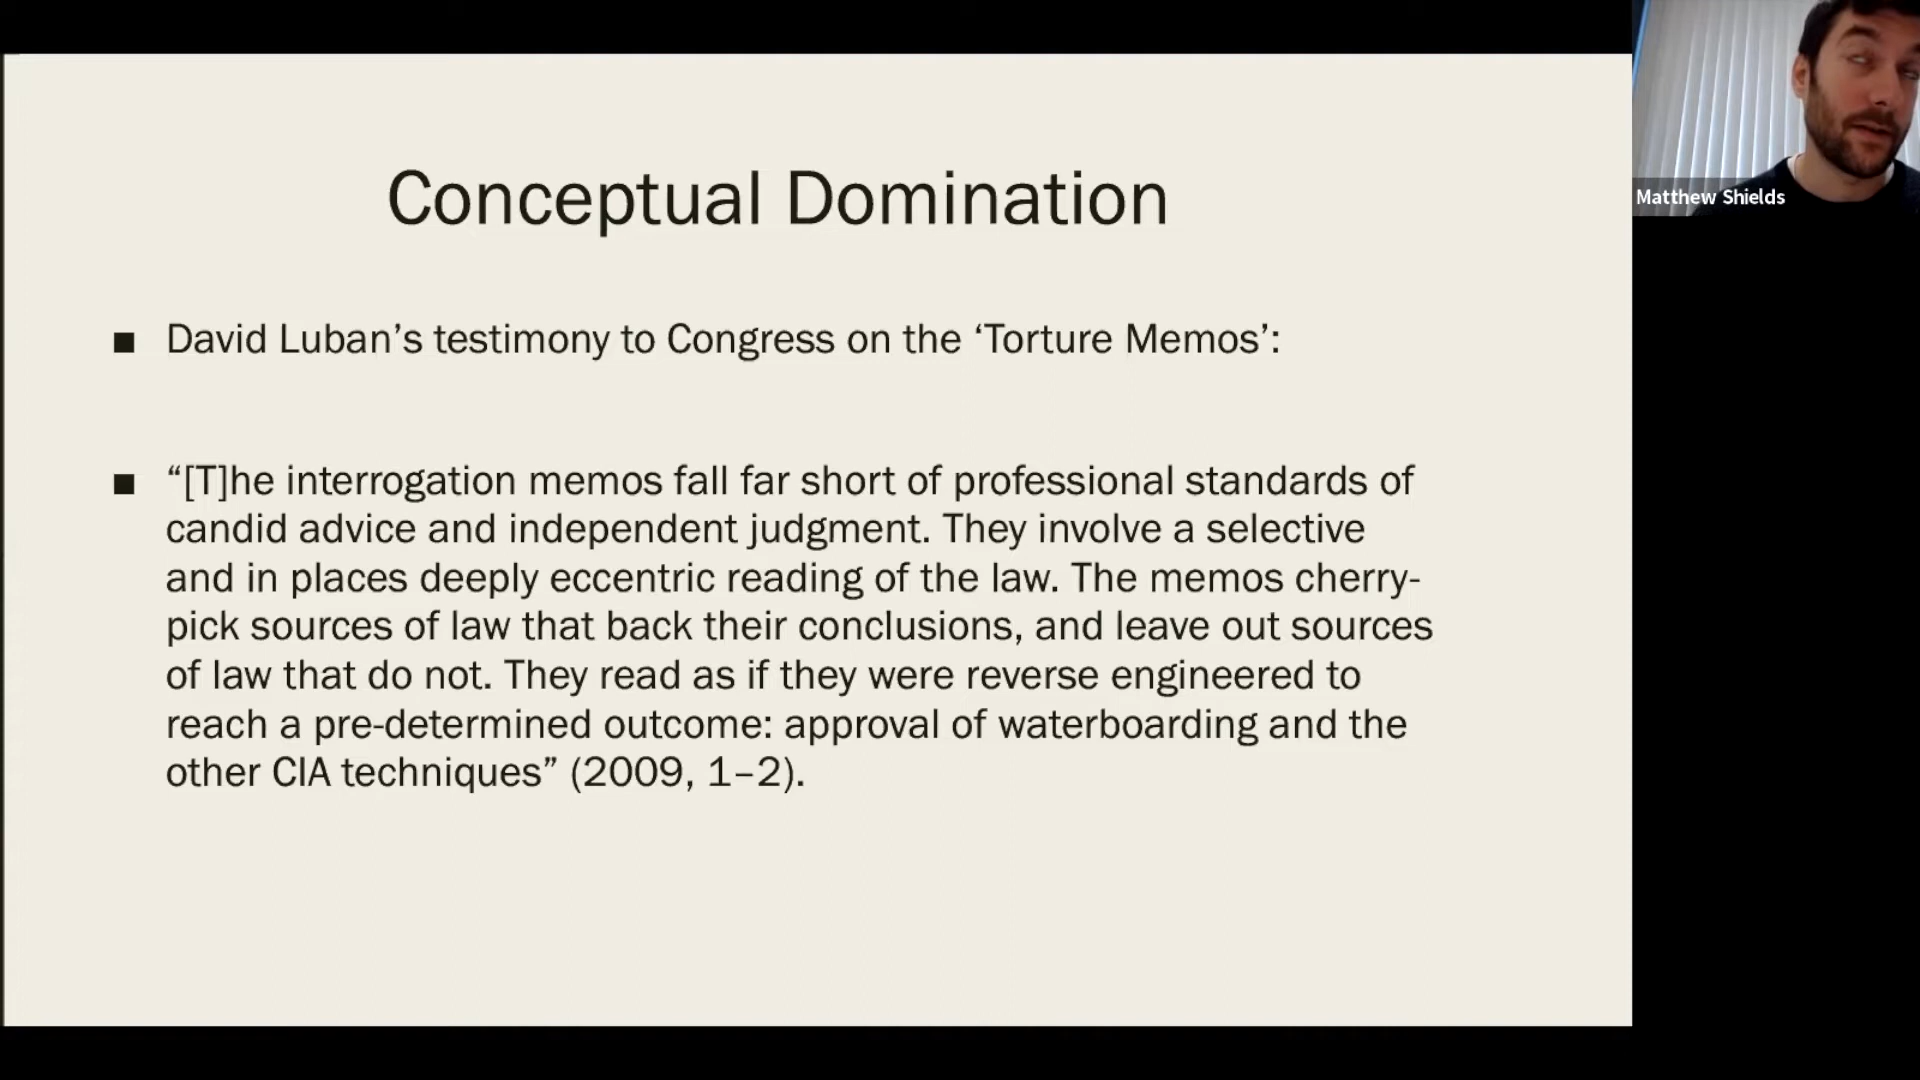 Conceptual Domination
■ David Luban’s testimony to Congress on the ‘Torture Memos’:
■ “[T]he interrogation memos fall far short of professional standards of
candid advice and independent judgment. They involve a selective
and in places deeply eccentric reading of the law. The memos cherry-
pick sources of law that back their conclusions, and leave out sources
of law that do not. They read as if they were reverse engineered to
reach a pre-determined outcome: approval of waterboarding and the
other CIA techniques” (2009, 1–2).
Matthew Shields